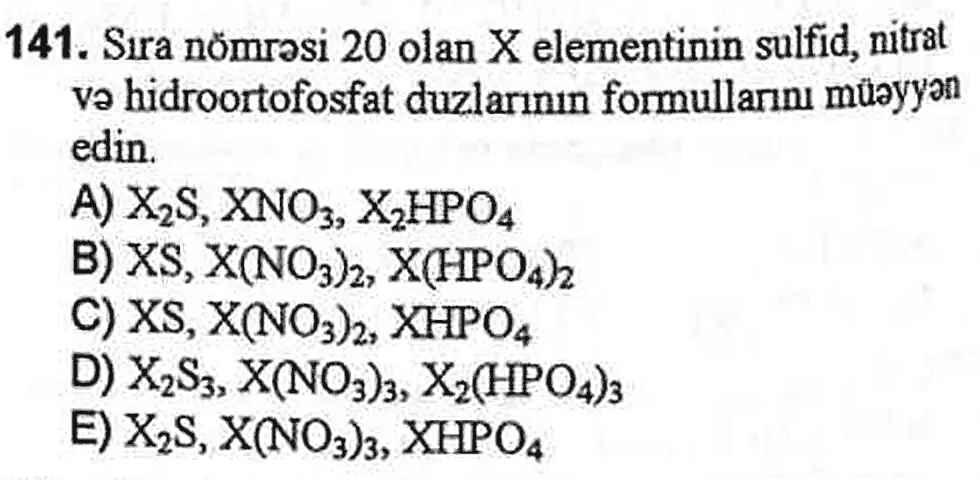 141. Sıra nömrəsi 20 olan X elementinin sulfid, nitrat
və hidroortofosfat duzlarının formullarını müəyyən
edin.
A) X₂S, XNO₃, X₂HPO₄
B) XS, X(NO₃)₂, X(HPO₄)₂
C) XS, X(NO₃)₂, XHPO₄
D) X₂S₃, X(NO₃)₃, X₂(HPO₄)₃
E) X₂S, X(NO₃)₃, XHPO₄